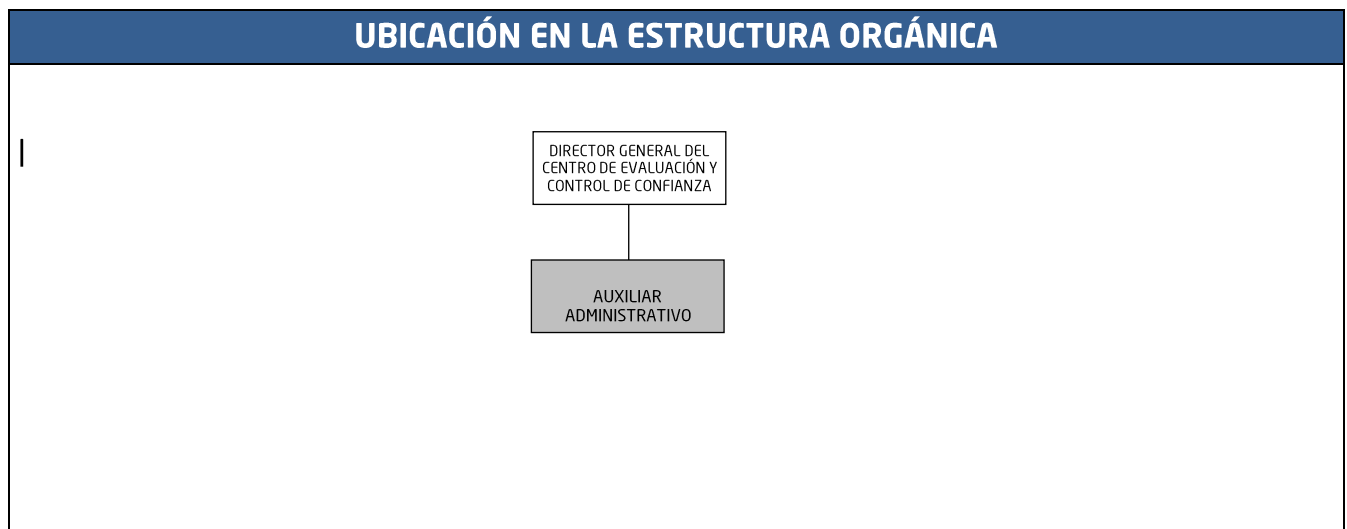 UBICACIÓN EN LA ESTRUCTURA ORGÁNICA
DIRECTOR GENERAL DEL
CENTRO DE EVALUACIÓN Y
CONTROL DE CONFIANZA
AUXILIAR
ADMINISTRATIVO